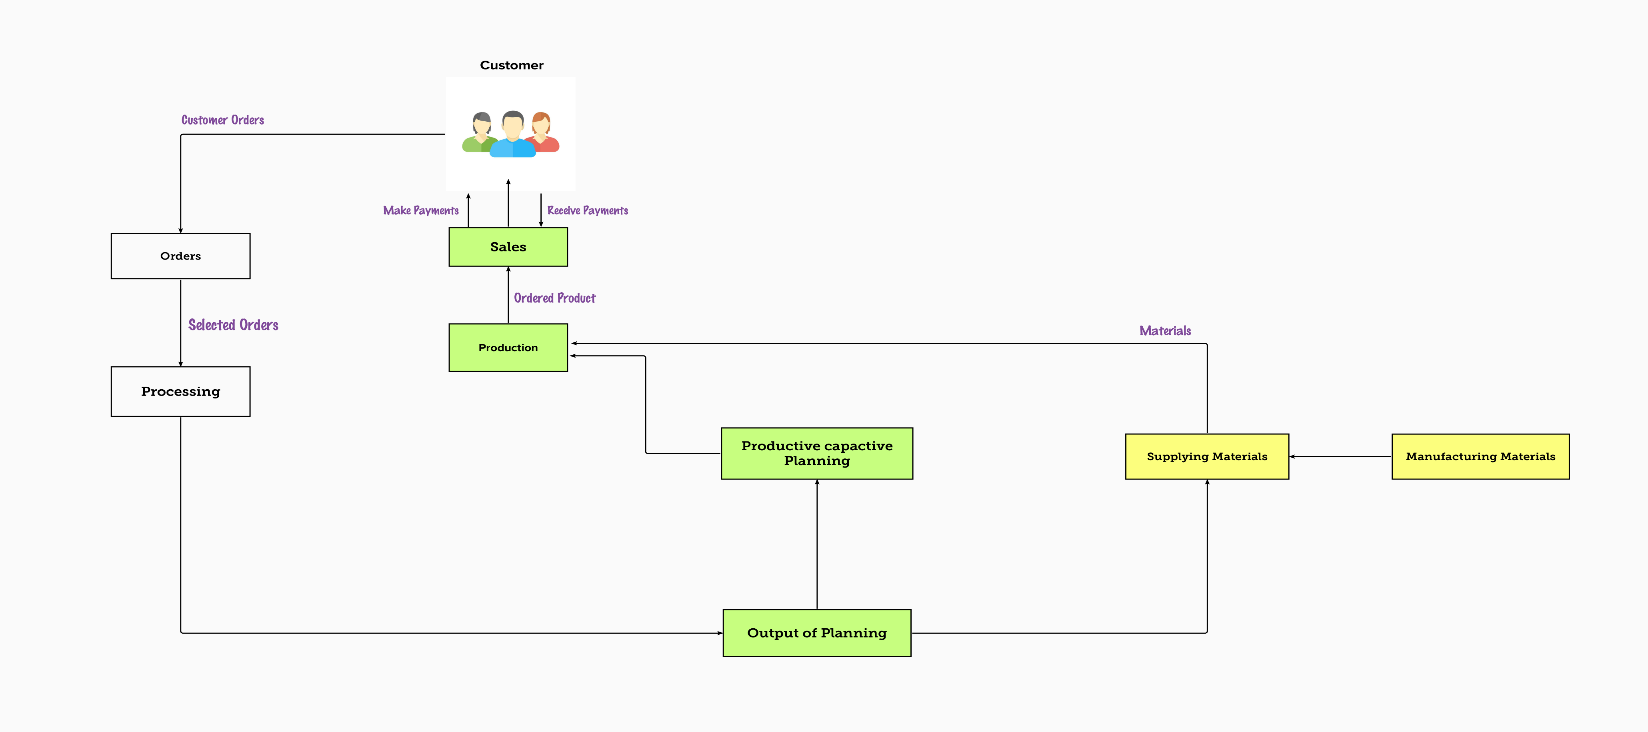 Customer
Customer Orders
Make Payments
Receive Payments
Sales
Orders
Ordered Product
Selected Orders
Materials
Production
Processing
Productive capactive
Planning
Supplying Materials
Manufacturing Materials
Output of Planning